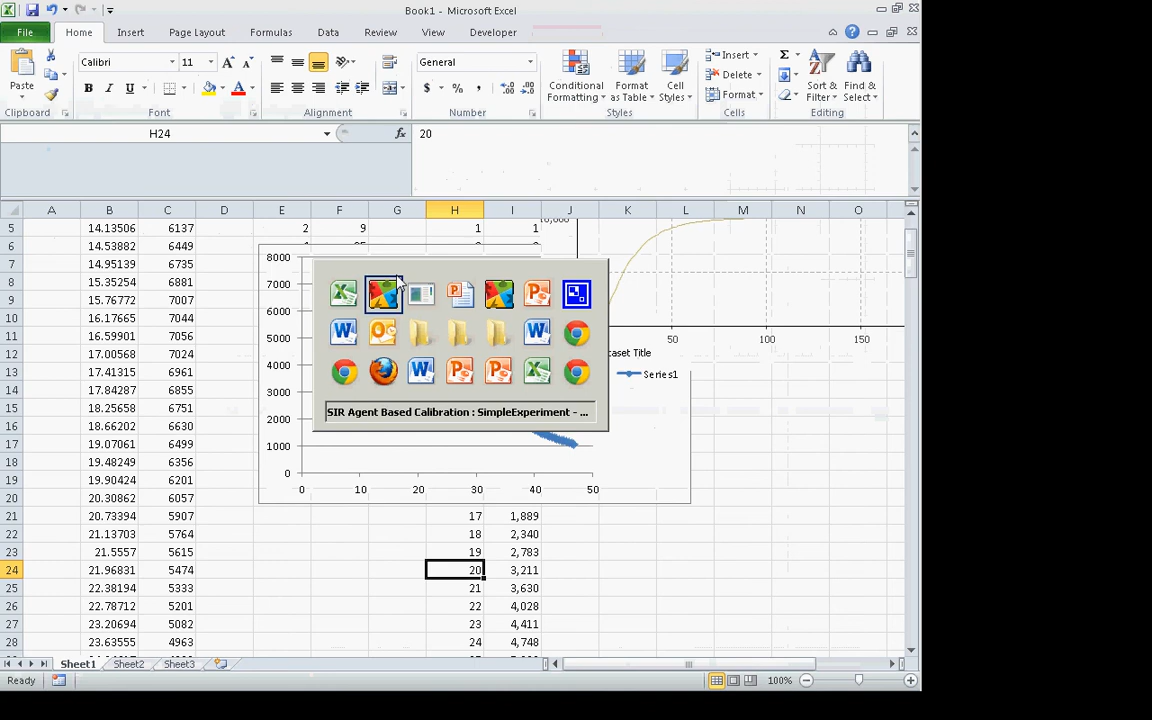 Book1 - Microsoft Excel
File Home Insert Page Layout Formulas Data Review View Developer
Paste
Calibri 11
General
Conditional Formatting
Format as Table
Cell Styles
Insert
Delete
Format
Sort & Filter
Find & Select
Clipboard Font Alignment Number Styles Cells Editing
H24 fx 20
A B C D E F G H I J K L M N O
5 14.13506 6137 2 9 1 1
6 14.53882 6449
7 14.95139 6735
8 15.35254 6881
9 15.76772 7007
10 16.17665 7044
11 16.59901 7056
12 17.00568 7024
13 17.41315 6961
14 17.84287 6855
15 18.25658 6751
16 18.66230 6630
17 19.07061 6499
18 19.48249 6356
19 19.90424 6201
20 20.30862 6057
21 20.73394 5907 17 1,889
22 21.13703 5764 18 2,340
23 21.5557 5615 19 2,783
24 21.96831 5474 20 3,211
25 22.38194 5333 21 3,630
26 22.78712 5201 22 4,028
27 23.20694 5082 23 4,411
28 23.63555 4963 24 4,748
8000
7000
6000
5000
4000
3000
2000
1000
0
0 10 20 30 40 50
50 100 150
aset Title
Series1
SIR Agent Based Calibration : SimpleExperiment - ...
Sheet1 Sheet2 Sheet3
Ready 100%